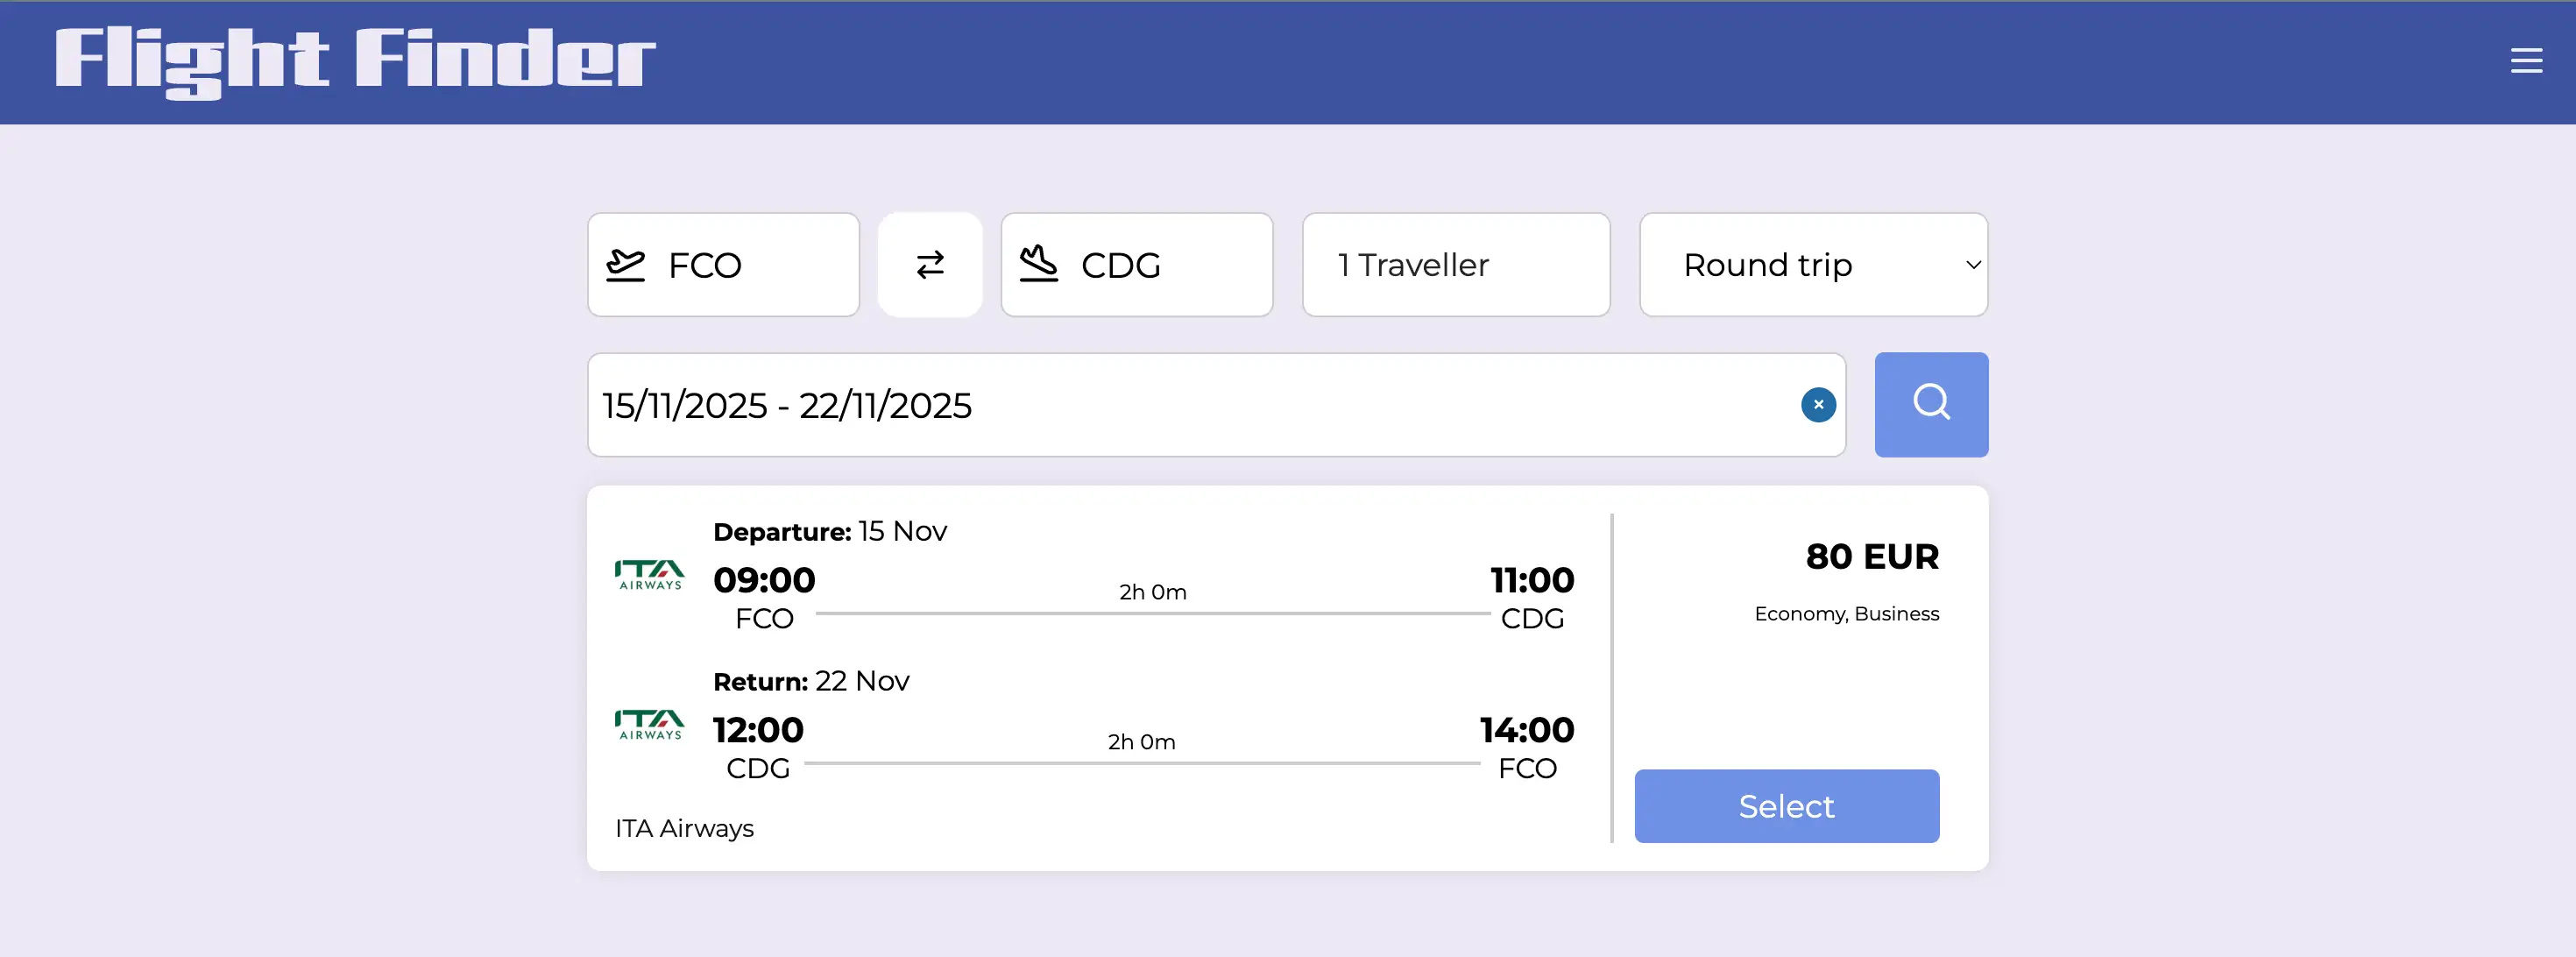 Flight Finder
FCO
CDG
1 Traveller
Round trip
15/11/2025 - 22/11/2025
Departure: 15 Nov
ITA AIRWAYS
09:00
2h 0m
11:00
FCO
CDG
Return: 22 Nov
ITA AIRWAYS
12:00
2h 0m
14:00
CDG
FCO
ITA Airways
80 EUR
Economy, Business
Select